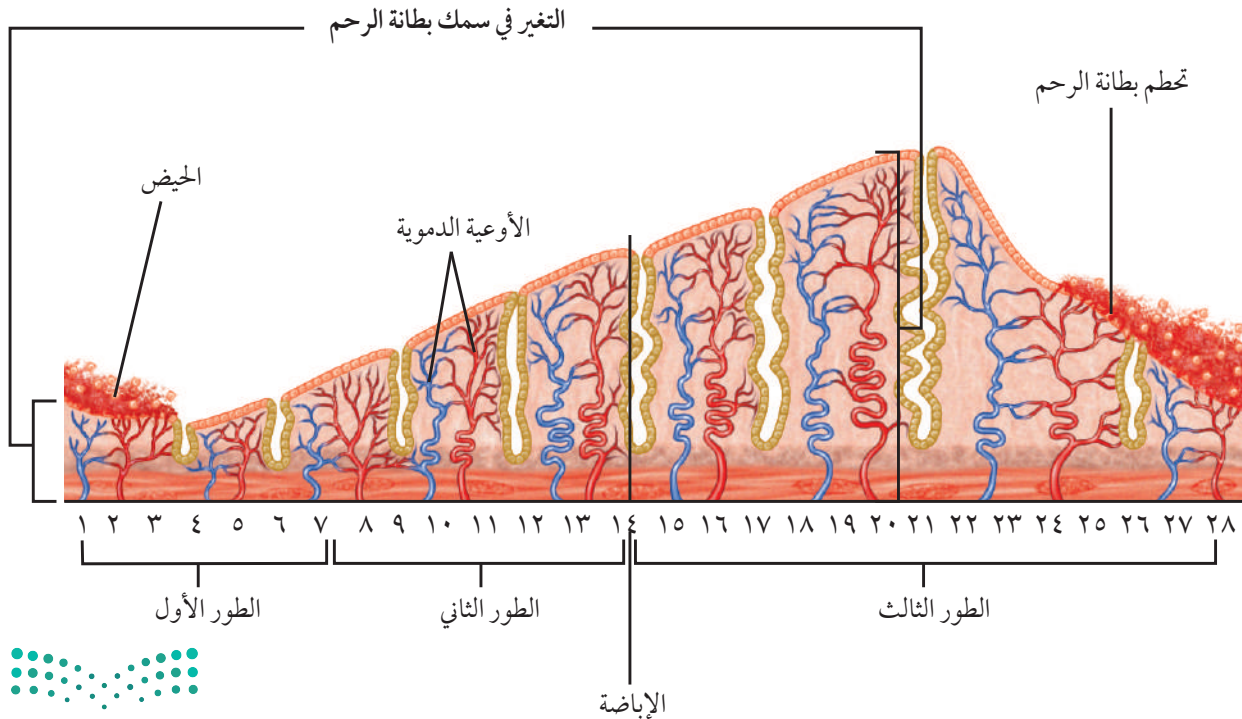 التغير في سمك بطانة الرحم
تحطم بطانة الرحم
الحيض
الأوعية الدموية
١ ٢ ٣ ٤ ٥ ٦ ٧ ٨ ٩ ١٠ ١١ ١٢ ١٣ ١٤ ١٥ ١٦ ١٧ ١٨ ١٩ ٢٠ ٢١ ٢٢ ٢٣ ٢٤ ٢٥ ٢٦ ٢٧ ٢٨
الطور الأول
الطور الثاني
الطور الثالث
الإباضة